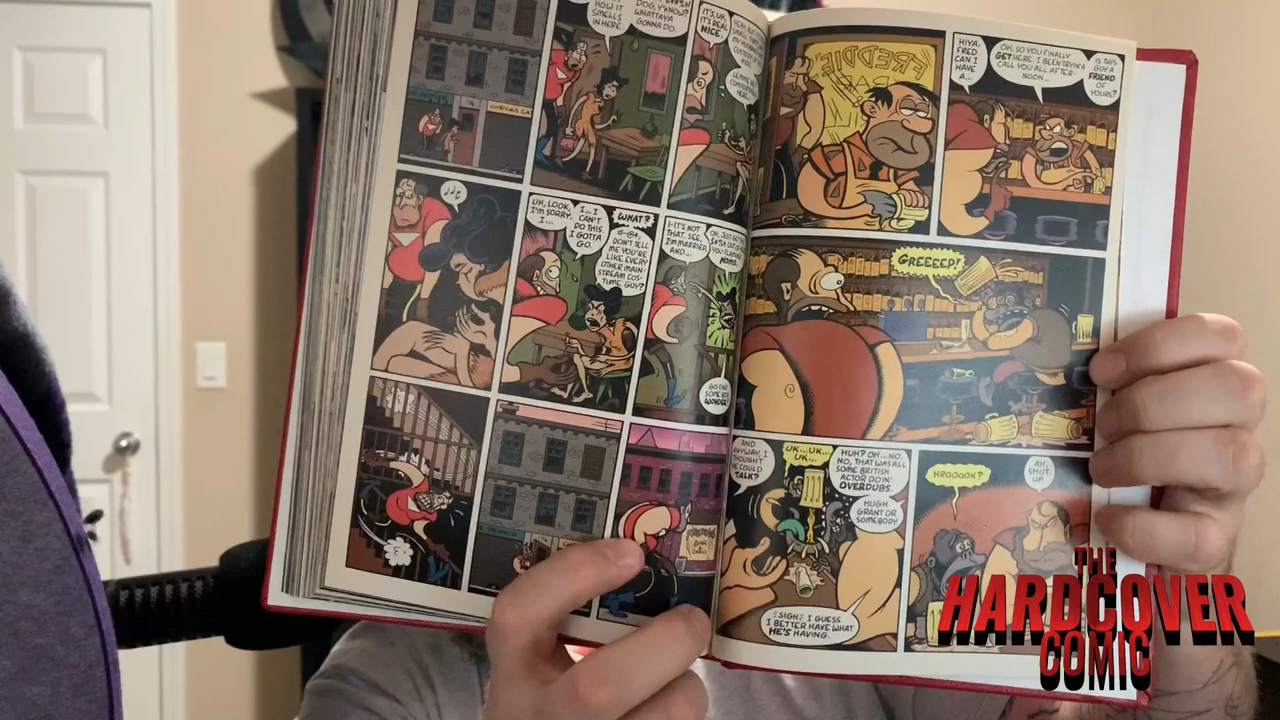 HOW IT
SMELLS
IN HERE.
DOG, Y'KNOW?
WHATTAYA
GONNA DO.
IT'S, UH,
IT'S REAL
NICE,
HERE.
UH, LOOK,
I'M SORRY.
I...
I... I
CAN'T
DO THIS.
I GOTTA
GO.
WHAT?
DON'T TELL
ME YOU'RE
LIKE EVERY
OTHER MAIN-
STREAM COS-
TUME GUY?
I-IT'S NOT
THAT. SEE,
I'M MARRIED,
AND...
GO FIND
SOME BOY
WONDER!
BAR
FREDDIE'
HIYA,
FRED
CAN I
HAVE
A...
OH, SO YOU FINALLY
GET HERE. I BEEN TRYIN'A
CALL YOU ALL AFTER-
NOON...
IS THIS
GUY A
FRIEND
OF
YOURS?
GREEEEP!
AND
ANYWAY, I
THOUGHT
HE COULD
TALK?
UK...UK...
UK...
HUH? OH...NO,
NO, THAT WAS ALL
SOME BRITISH
ACTOR DOIN'
OVERDUBS.
HUGH
GRANT OR
SOMEBODY
SIGH! I GUESS
I BETTER HAVE WHAT
HE'S HAVING.
HROOOOK?
AH,
SHUT
UP.
THE
HARDCOVER
COMIC